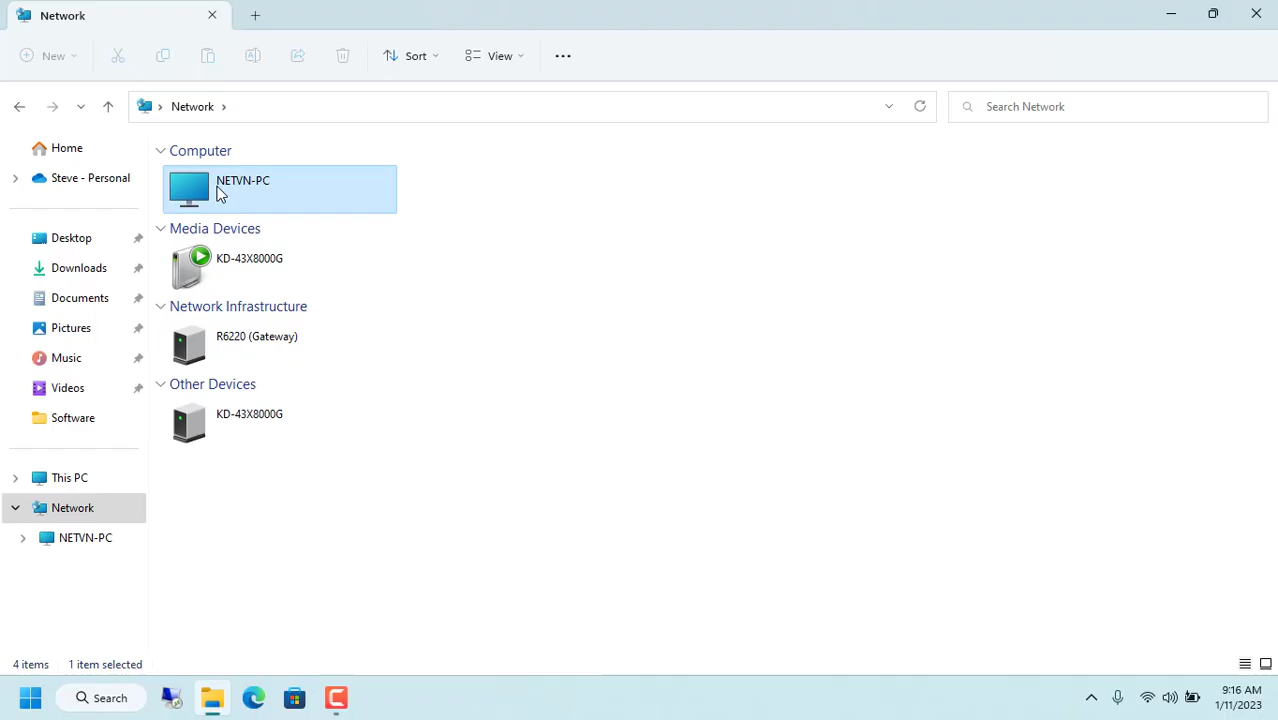 Network
New
Sort
View
Network
Search Network
Home
Steve - Personal
Desktop
Downloads
Documents
Pictures
Music
Videos
Software
This PC
Network
NETVN-PC
Computer
NETVN-PC
Media Devices
KD-43X8000G
Network Infrastructure
R6220 (Gateway)
Other Devices
KD-43X8000G
4 items
1 item selected
Search
9:16 AM
1/11/2023